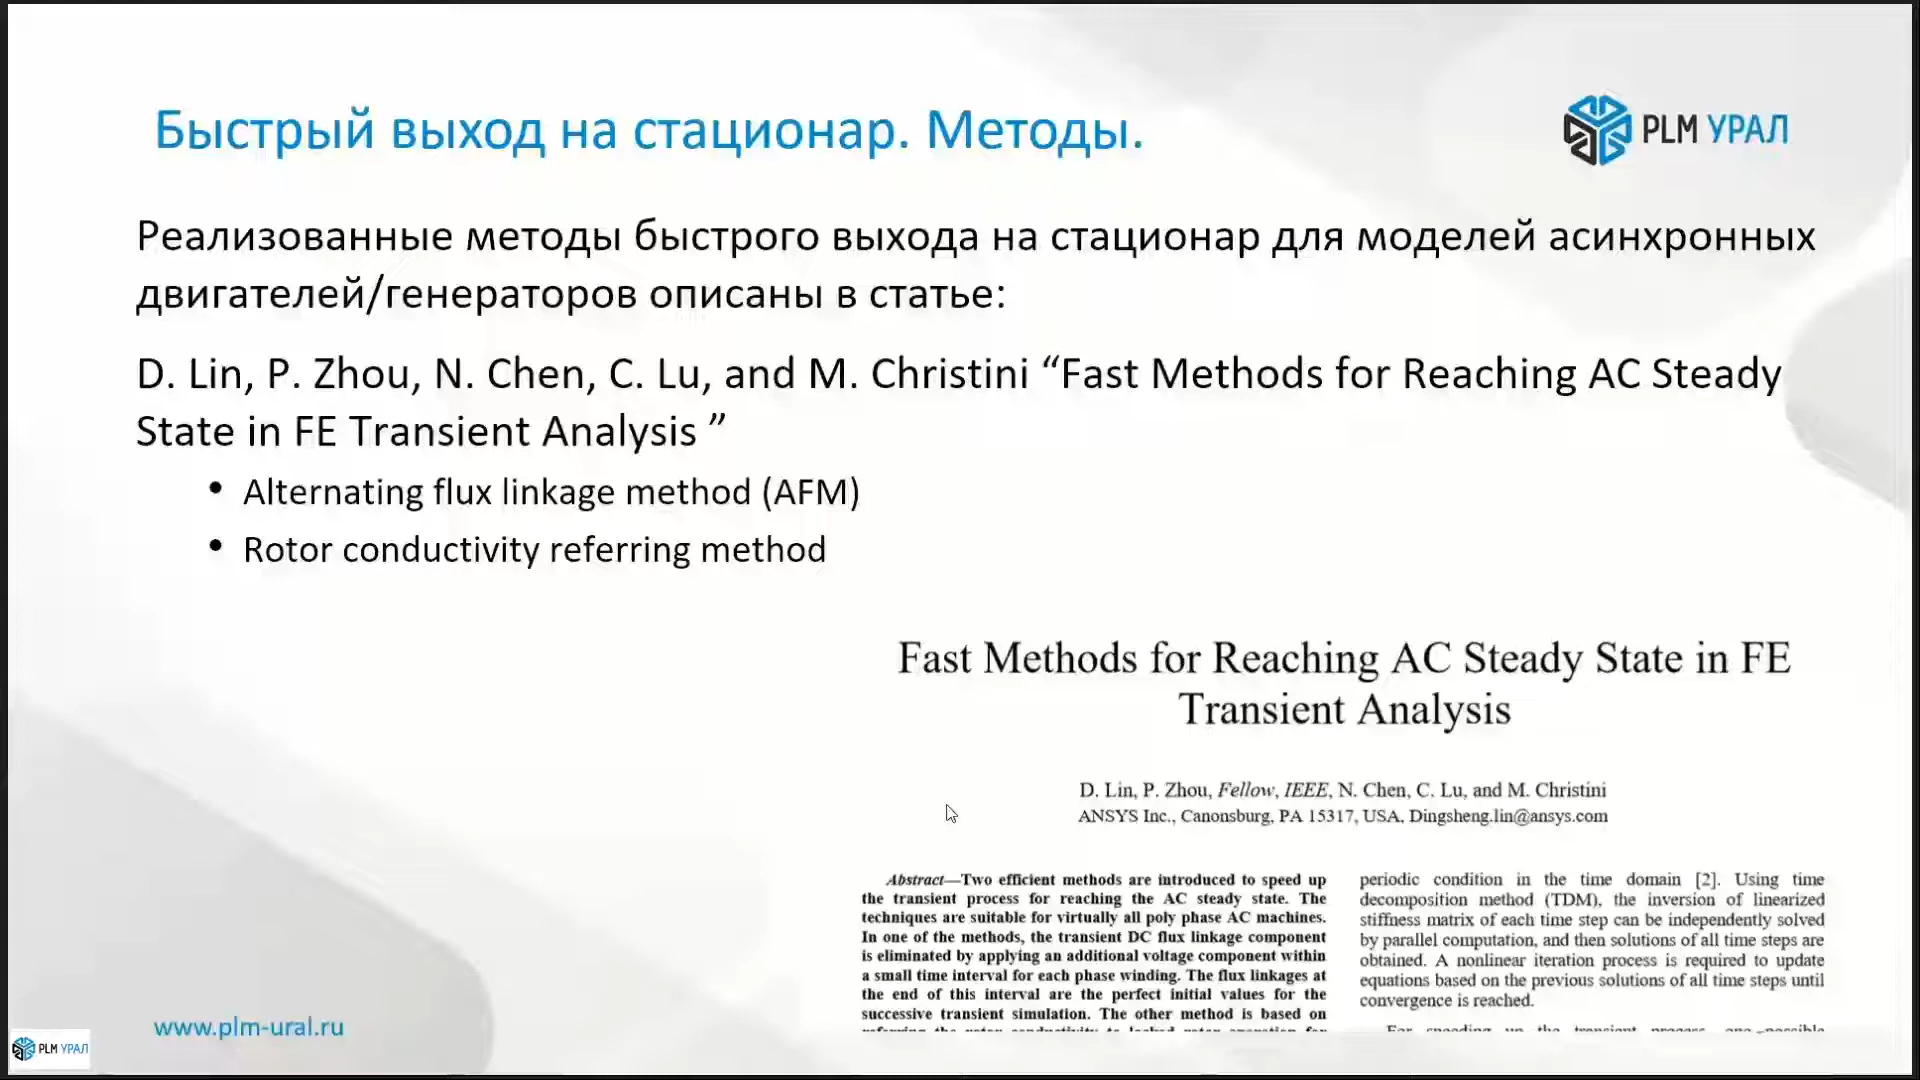 Быстрый выход на стационар. Методы.
PLM УРАЛ
Реализованные методы быстрого выхода на стационар для моделей асинхронных
двигателей/генераторов описаны в статье:
D. Lin, P. Zhou, N. Chen, C. Lu, and M. Christini “Fast Methods for Reaching AC Steady
State in FE Transient Analysis ”
• Alternating flux linkage method (AFM)
• Rotor conductivity referring method
Fast Methods for Reaching AC Steady State in FE
Transient Analysis
D. Lin, P. Zhou, Fellow, IEEE, N. Chen, C. Lu, and M. Christini
ANSYS Inc., Canonsburg, PA 15317, USA, Dingsheng.lin@ansys.com
Abstract—Two efficient methods are introduced to speed up
the transient process for reaching the AC steady state. The
techniques are suitable for virtually all poly phase AC machines.
In one of the methods, the transient DC flux linkage component
is eliminated by applying an additional voltage component within
a small time interval for each phase winding. The flux linkages at
the end of this interval are the perfect initial values for the
successive transient simulation. The other method is based on
periodic condition in the time domain [2]. Using time
decomposition method (TDM), the inversion of linearized
stiffness matrix of each time step can be independently solved
by parallel computation, and then solutions of all time steps are
obtained. A nonlinear iteration process is required to update
equations based on the previous solutions of all time steps until
convergence is reached.
www.plm-ural.ru
PLM УРАЛ